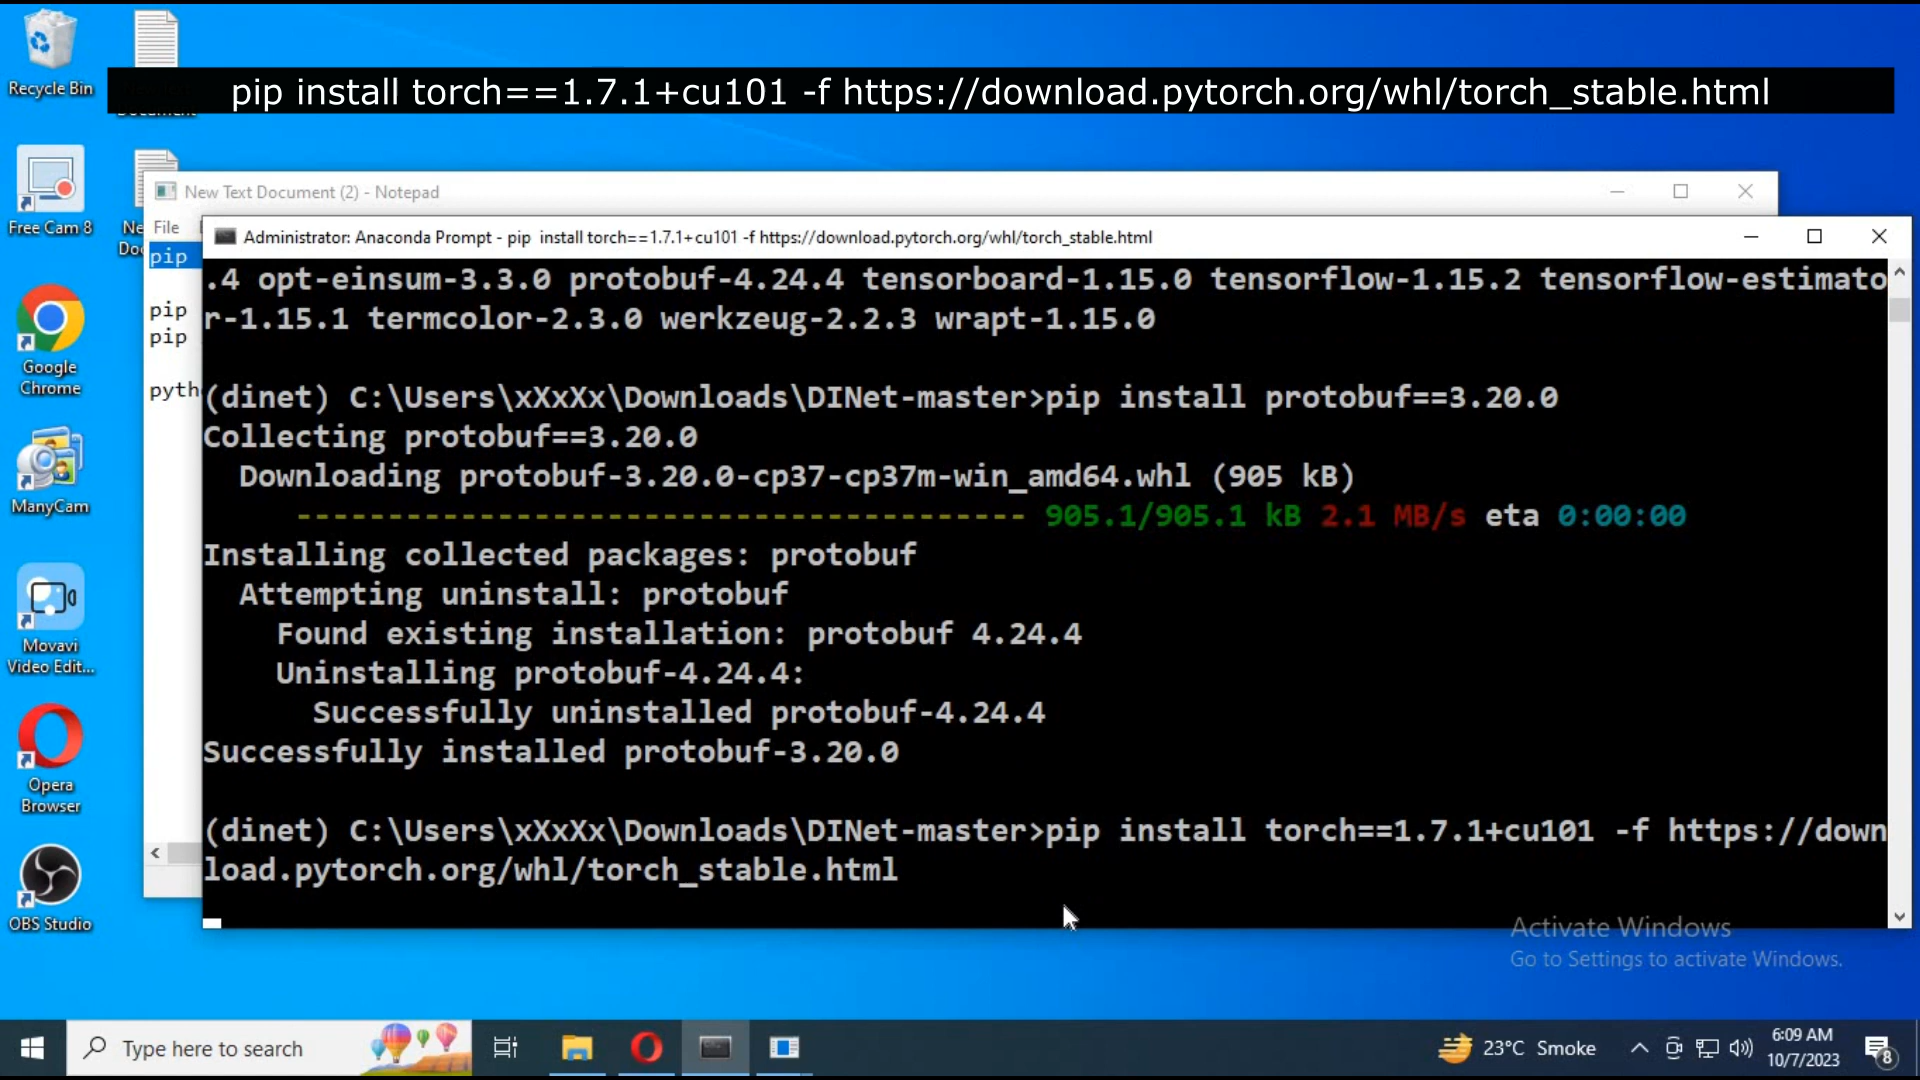 Recycle Bin
pip install torch==1.7.1+cu101 -f https://download.pytorch.org/whl/torch_stable.html
Free Cam 8
Google
Chrome
ManyCam
Movavi
Video Edit...
Opera
Browser
OBS Studio
New Text Document (2) - Notepad
File
pip
pip
pip
Administrator: Anaconda Prompt - pip  install torch==1.7.1+cu101 -f https://download.pytorch.org/whl/torch_stable.html
.4 opt-einsum-3.3.0 protobuf-4.24.4 tensorboard-1.15.0 tensorflow-1.15.2 tensorflow-estimato
r-1.15.1 termcolor-2.3.0 werkzeug-2.2.3 wrapt-1.15.0
(dinet) C:\Users\xXxXx\Downloads\DINet-master>pip install protobuf==3.20.0
Collecting protobuf==3.20.0
Downloading protobuf-3.20.0-cp37-cp37m-win_amd64.whl (905 kB)
---------------------------------------- 905.1/905.1 kB 2.1 MB/s eta 0:00:00
Installing collected packages: protobuf
Attempting uninstall: protobuf
Found existing installation: protobuf 4.24.4
Uninstalling protobuf-4.24.4:
Successfully uninstalled protobuf-4.24.4
Successfully installed protobuf-3.20.0
(dinet) C:\Users\xXxXx\Downloads\DINet-master>pip install torch==1.7.1+cu101 -f https://down
load.pytorch.org/whl/torch_stable.html
Activate Windows
Go to Settings to activate Windows.
Type here to search
23°C Smoke
6:09 AM
10/7/2023
8